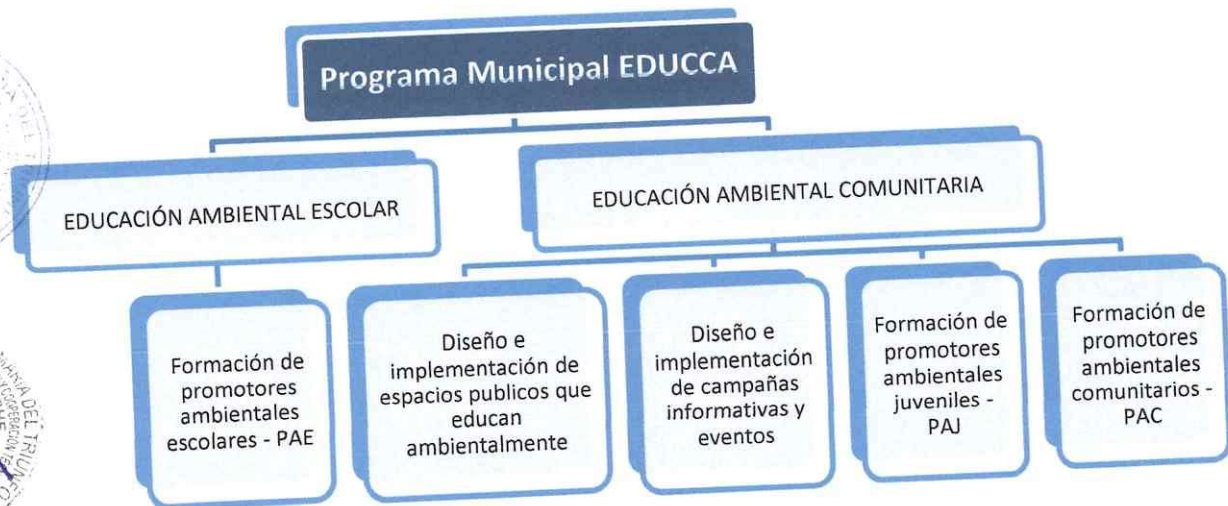 Programa Municipal EDUCCA
EDUCACIÓN AMBIENTAL ESCOLAR
EDUCACIÓN AMBIENTAL COMUNITARIA
Formación de
promotores
ambientales
escolares - PAE
Diseño e
implementación de
espacios publicos que
educan
ambientalmente
Diseño e
implementación
de campañas
informativas y
eventos
Formación de
promotores
ambientales
juveniles -
PAJ
Formación de
promotores
ambientales
comunitarios -
PAC
DEL TRIUNFO